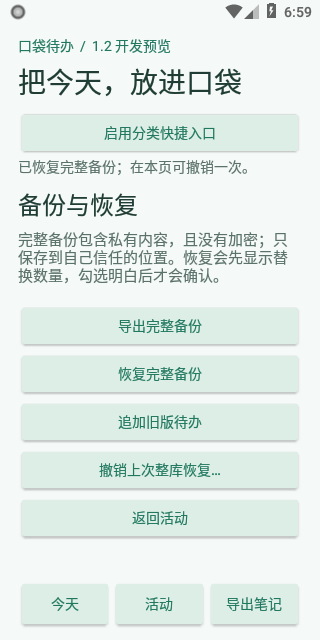 6:59
口袋待办 / 1.2 开发预览
把今天，放进口袋
启用分类快捷入口
已恢复完整备份；在本页可撤销一次。
备份与恢复
完整备份包含私有内容，且没有加密；只
保存到自己信任的位置。恢复会先显示替
换数量，勾选明白后才会确认。
导出完整备份
恢复完整备份
追加旧版待办
撤销上次整库恢复…
返回活动
今天
活动
导出笔记